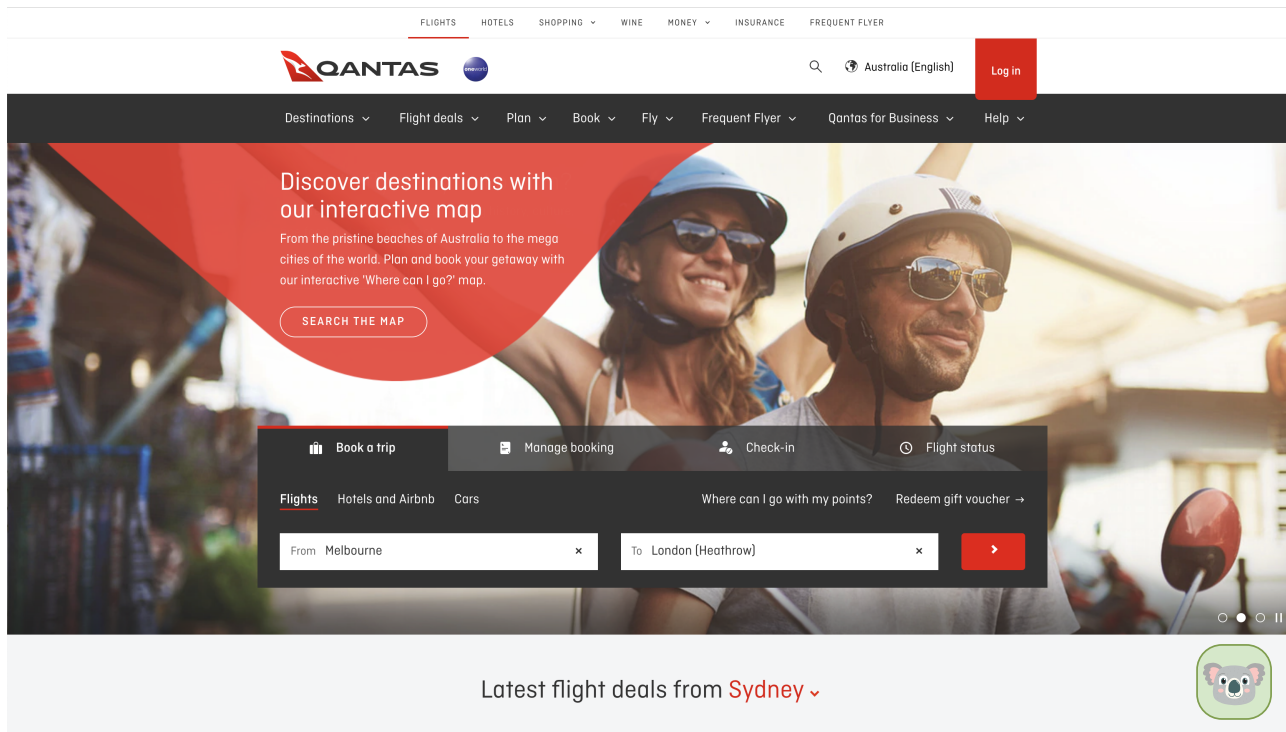 FLIGHTS HOTELS SHOPPING WINE MONEY INSURANCE FREQUENT FLYER
QANTAS oneworld Australia (English) Log in
Destinations Flight deals Plan Book Fly Frequent Flyer Qantas for Business Help
Discover destinations with
our interactive map
From the pristine beaches of Australia to the mega
cities of the world. Plan and book your getaway with
our interactive 'Where can I go?' map.
SEARCH THE MAP
Book a trip Manage booking Check-in Flight status
Flights Hotels and Airbnb Cars Where can I go with my points? Redeem gift voucher →
From Melbourne × To London (Heathrow) ×
Latest flight deals from Sydney